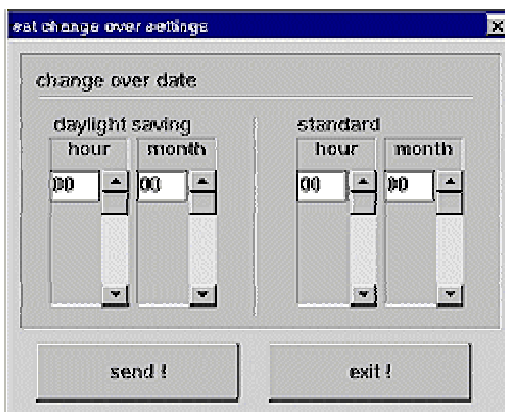 set change over settings
change over date
daylight saving
standard
hour month hour month
00 00 00 00
send ! exit !